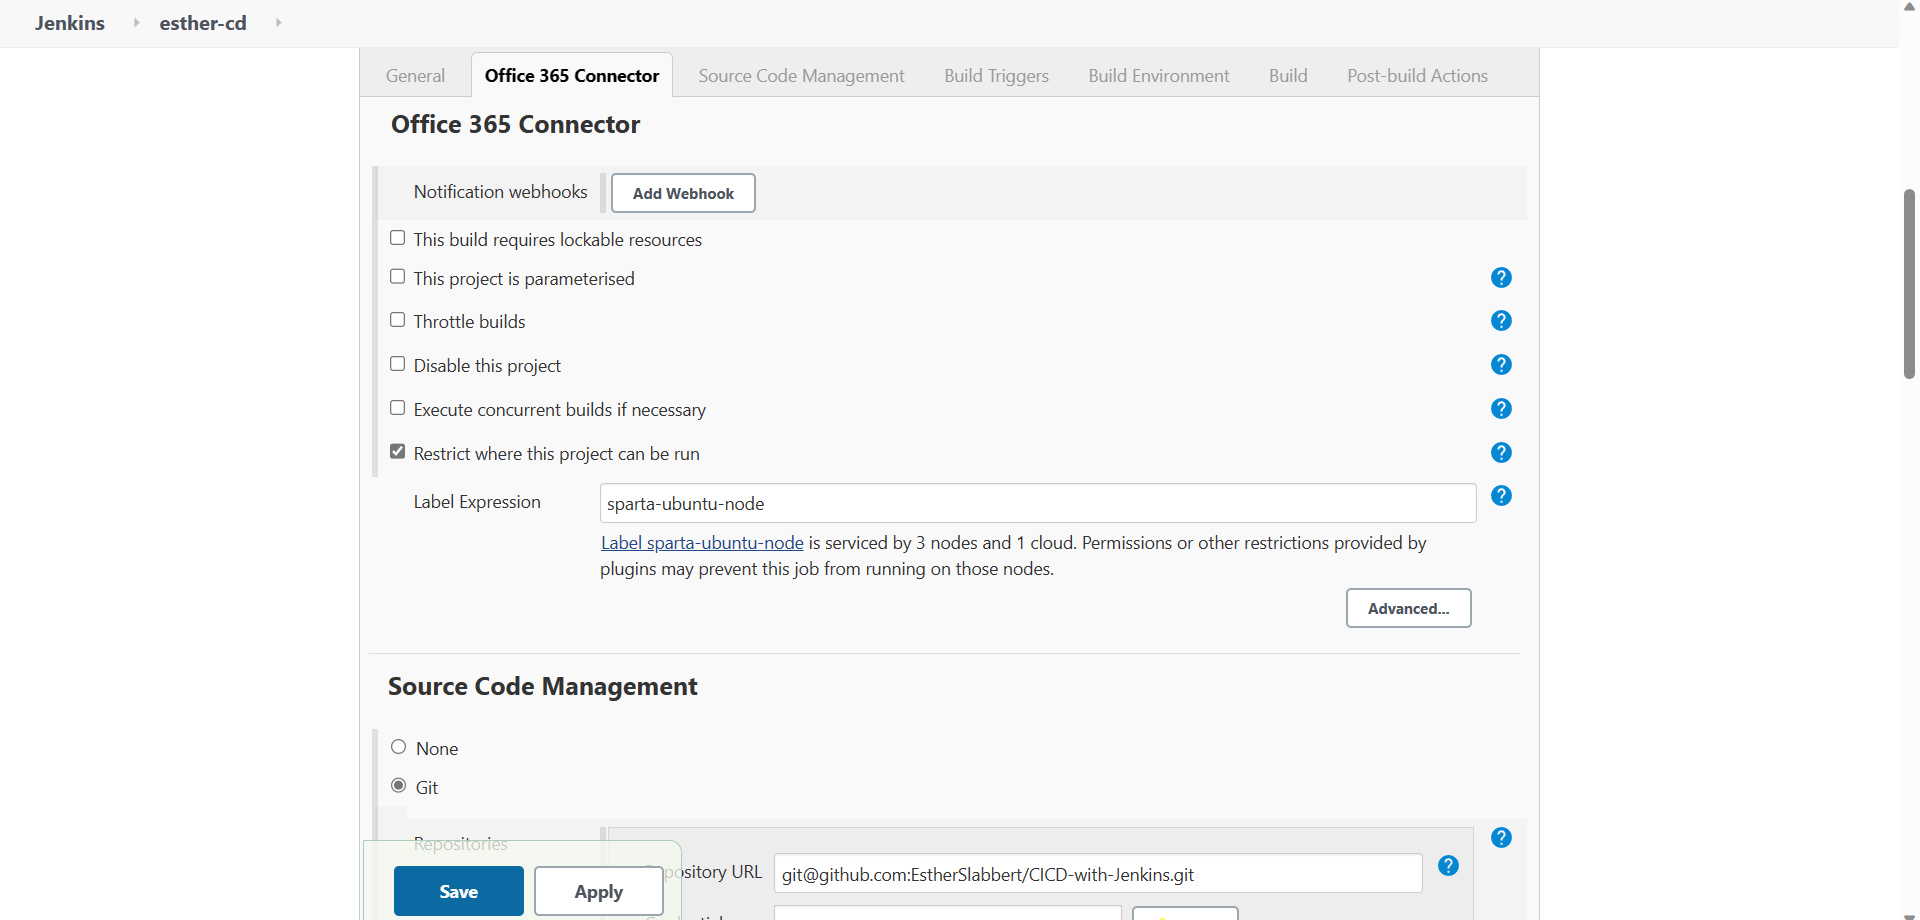 Jenkins esther-cd
General Office 365 Connector Source Code Management Build Triggers Build Environment Build Post-build Actions
Office 365 Connector
Notification webhooks Add Webhook
This build requires lockable resources
This project is parameterised ?
Throttle builds ?
Disable this project ?
Execute concurrent builds if necessary ?
Restrict where this project can be run ?
Label Expression sparta-ubuntu-node ?
Label sparta-ubuntu-node is serviced by 3 nodes and 1 cloud. Permissions or other restrictions provided by
plugins may prevent this job from running on those nodes.
Advanced...
Source Code Management
None
Git
Repositories ?
pository URL git@github.com:EstherSlabbert/CICD-with-Jenkins.git ?
Save Apply